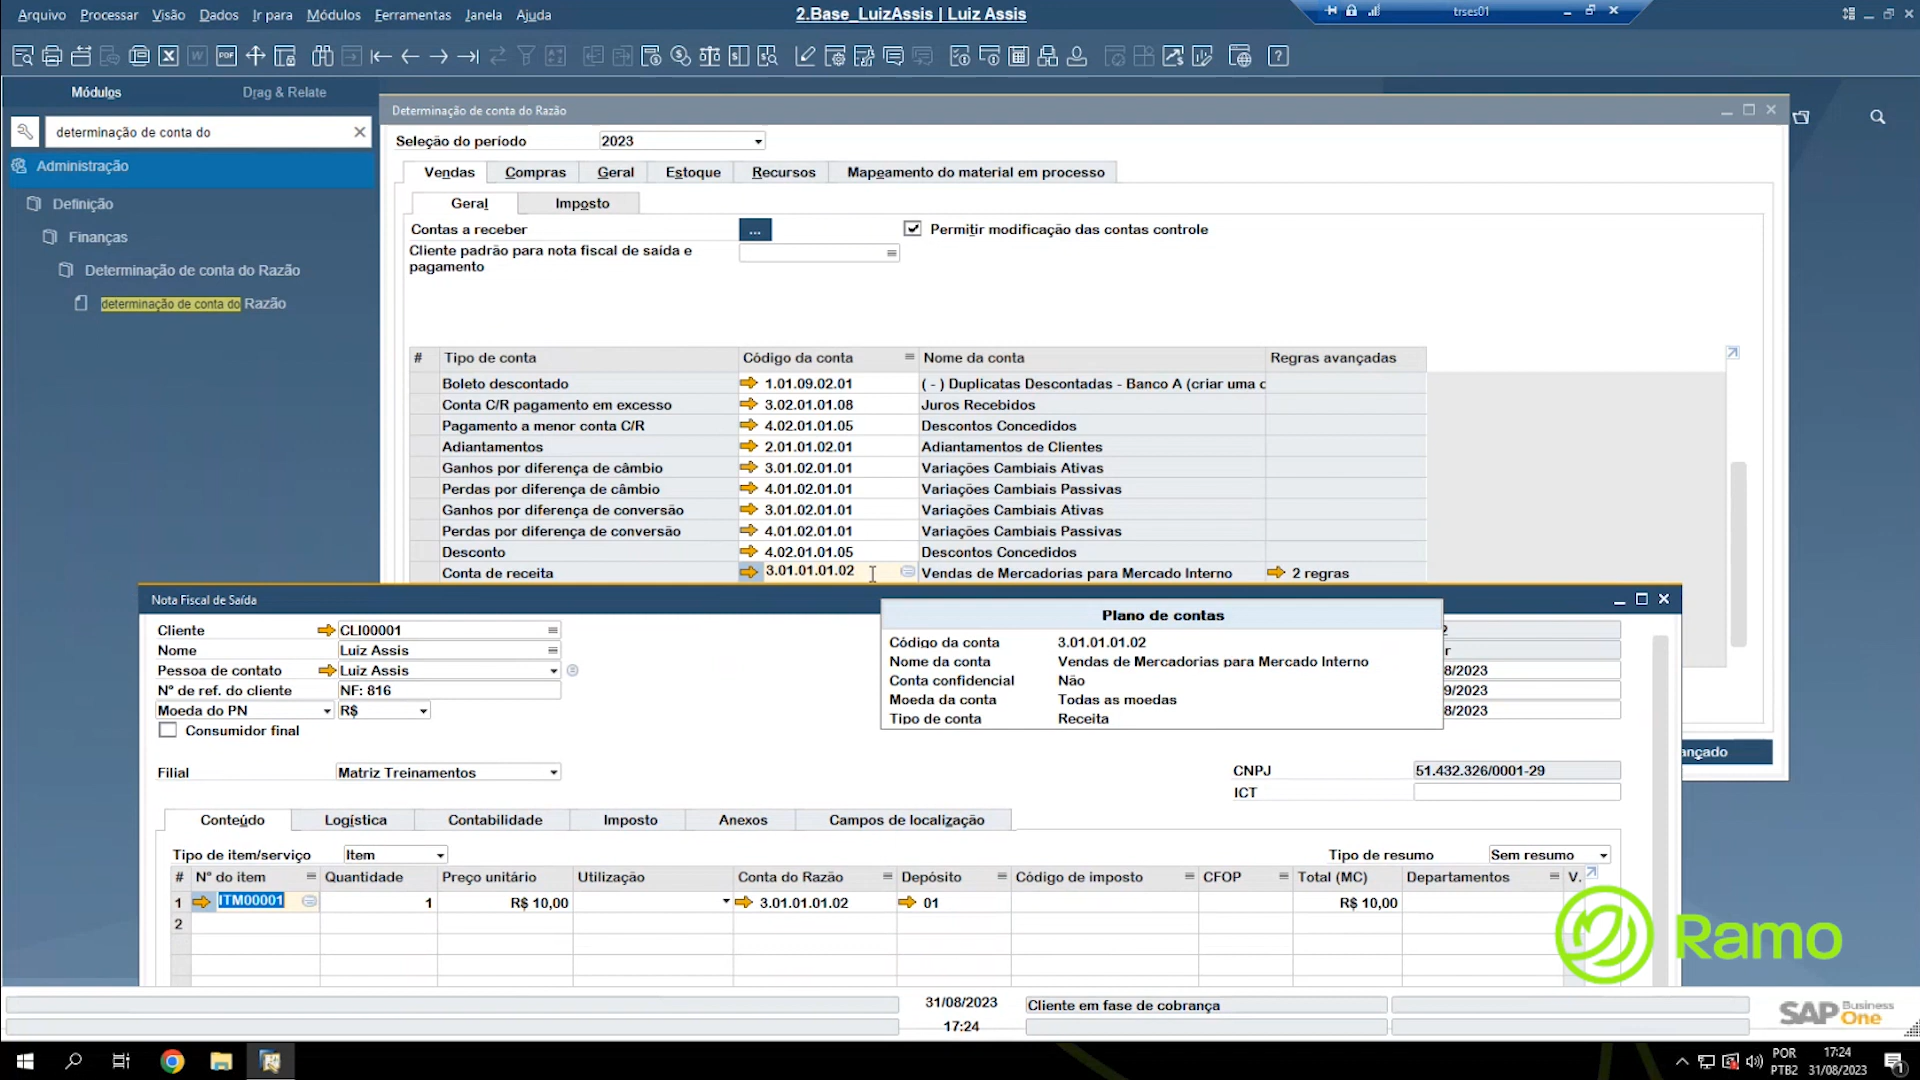 Arquivo Processar Visão Dados Ir para Módulos Ferramentas Janela Ajuda
2.Base_LuizAssis | Luiz Assis
trses01
Módulos
Drag & Relate
determinação de conta do
Administração
Definição
Finanças
Determinação de conta do Razão
determinação de conta do Razão
Determinação de conta do Razão
Seleção do período 2023
Vendas Compras Geral Estoque Recursos Mapeamento do material em processo
Geral Imposto
Contas a receber ... Permitir modificação das contas controle
Cliente padrão para nota fiscal de saída e
pagamento
# Tipo de conta Código da conta Nome da conta Regras avançadas
Boleto descontado 1.01.09.02.01 ( - ) Duplicatas Descontadas - Banco A (criar uma c
Conta C/R pagamento em excesso 3.02.01.01.08 Juros Recebidos
Pagamento a menor conta C/R 4.02.01.01.05 Descontos Concedidos
Adiantamentos 2.01.01.02.01 Adiantamentos de Clientes
Ganhos por diferença de câmbio 3.01.02.01.01 Variações Cambiais Ativas
Perdas por diferença de câmbio 4.01.02.01.01 Variações Cambiais Passivas
Ganhos por diferença de conversão 3.01.02.01.01 Variações Cambiais Ativas
Perdas por diferença de conversão 4.01.02.01.01 Variações Cambiais Passivas
Desconto 4.02.01.01.05 Descontos Concedidos
Conta de receita 3.01.01.01.02 Vendas de Mercadorias para Mercado Interno 2 regras
ançado
Nota Fiscal de Saída
Cliente CLI00001
Nome Luiz Assis
Pessoa de contato Luiz Assis
Nº de ref. do cliente NF: 816
Moeda do PN R$
Consumidor final
Filial Matriz Treinamentos
Plano de contas
Código da conta 3.01.01.01.02
Nome da conta Vendas de Mercadorias para Mercado Interno
Conta confidencial Não
Moeda da conta Todas as moedas
Tipo de conta Receita
2
r
8/2023
9/2023
8/2023
CNPJ 51.432.326/0001-29
ICT
Conteúdo Logística Contabilidade Imposto Anexos Campos de localização
Tipo de item/serviço Item Tipo de resumo Sem resumo
# Nº do item Quantidade Preço unitário Utilização Conta do Razão Depósito Código de imposto CFOP Total (MC) Departamentos V.
1 ITM00001 1 R$ 10,00 3.01.01.01.02 01 R$ 10,00
2
Ramo
31/08/2023 Cliente em fase de cobrança
17:24
SAP Business One
POR
PTB2
17:24
31/08/2023
1